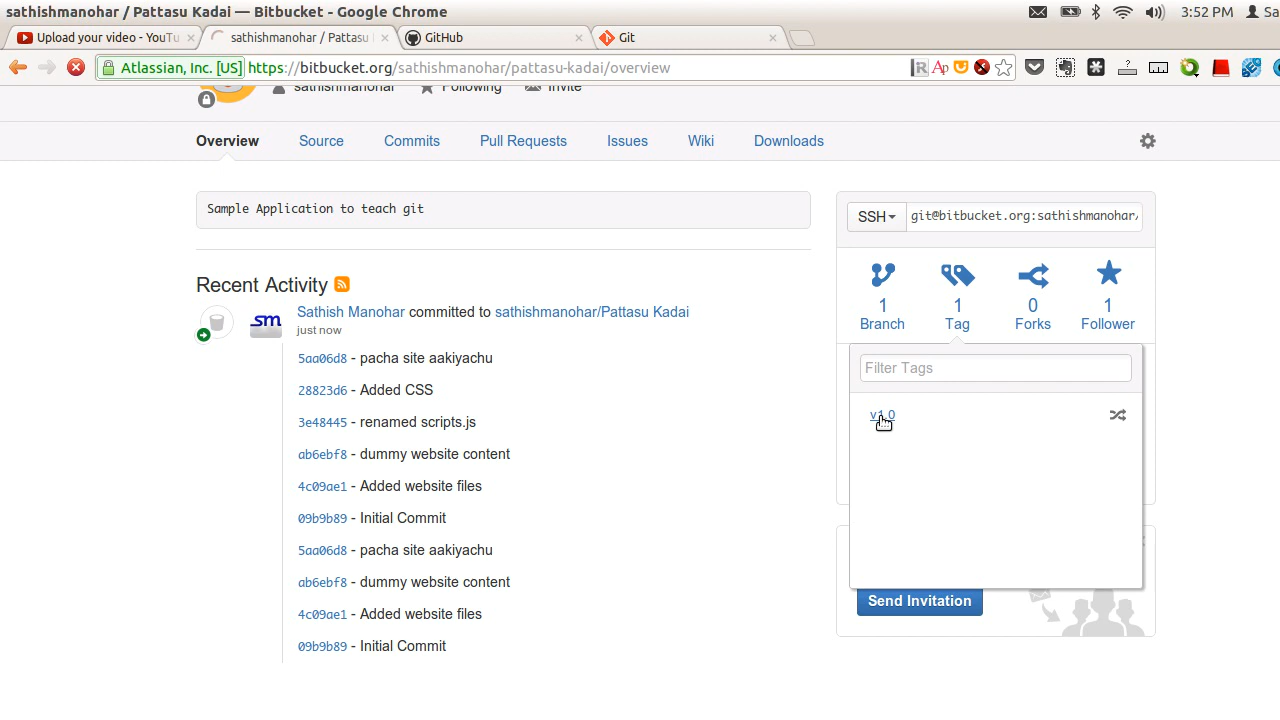 sathishmanohar / Pattasu Kadai — Bitbucket - Google Chrome
3:52 PM
Sa
Upload your video - YouTu
sathishmanohar / Pattasu
GitHub
Git
Atlassian, Inc. [US]
https://bitbucket.org/sathishmanohar/pattasu-kadai/overview
sathishmanohar
Following
Invite
Overview
Source
Commits
Pull Requests
Issues
Wiki
Downloads
Sample Application to teach git
SSH
git@bitbucket.org:sathishmanohar/
1
Branch
1
Tag
0
Forks
1
Follower
Recent Activity
Sathish Manohar committed to sathishmanohar/Pattasu Kadai
just now
5aa06d8 - pacha site aakiyachu
28823d6 - Added CSS
3e48445 - renamed scripts.js
ab6ebf8 - dummy website content
4c09ae1 - Added website files
09b9b89 - Initial Commit
5aa06d8 - pacha site aakiyachu
ab6ebf8 - dummy website content
4c09ae1 - Added website files
09b9b89 - Initial Commit
sm
Filter Tags
v1.0
Send Invitation